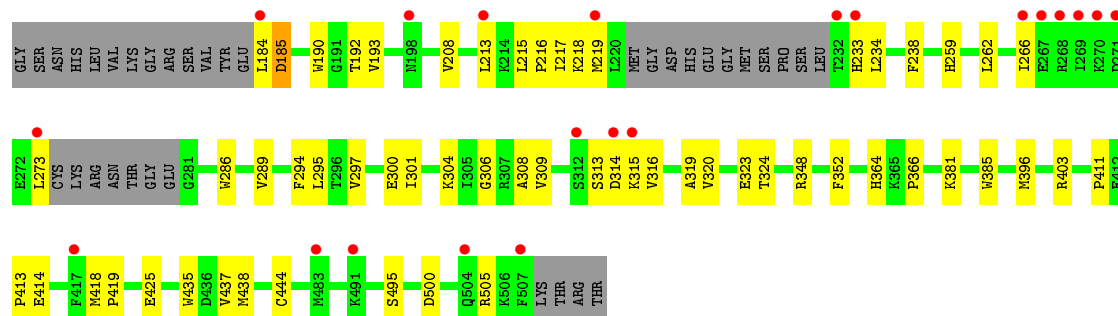 GLY SER ASN HIS LEU VAL LYS GLY ARG SER VAL TYR GLU L184 D185 W190 G191 T192 V193 N198 V208 L213 K214 L215 P216 I217 K218 M219 L220 MET GLY ASP HIS GLU GLY MET SER PRO SER LEU T232 H233 L234 F238 H259 L262 I266 E267 R268 I269 K270 D271
E272 L273 CYS LYS ARG ASN THR GLY GLU G281 W286 V289 F294 L295 T296 V297 E300 I301 K304 I305 G306 R307 A308 V309 S312 S313 D314 K315 V316 A319 V320 E323 T324 R348 F352 H364 K365 P366 K381 W385 M396 R403 P411 E412
P413 E414 F417 M418 P419 E425 W435 D436 V437 M438 C444 M483 K491 S495 D500 Q504 R505 K506 F507 LYS THR ARG THR